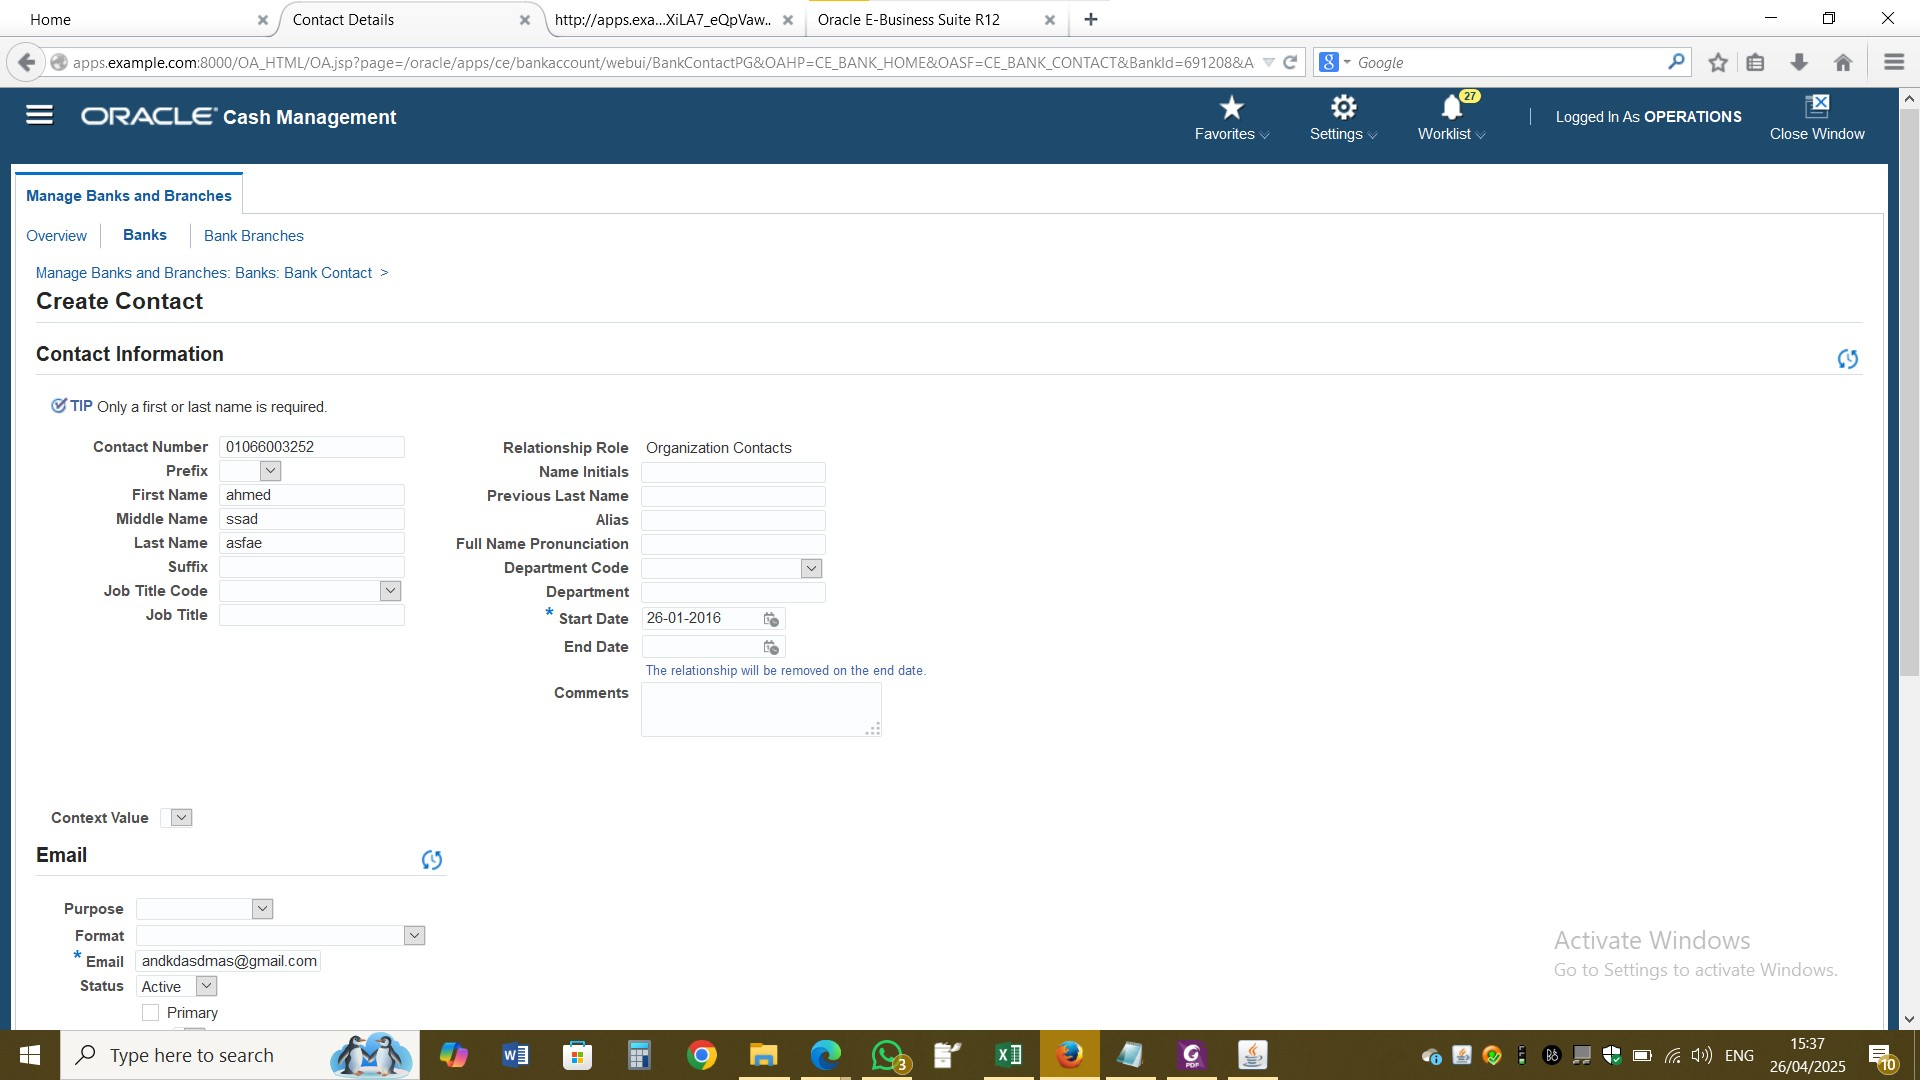 Home
Contact Details
http://apps.exa...XiLA7_eQpVaw..
Oracle E-Business Suite R12
apps.example.com:8000/OA_HTML/OA.jsp?page=/oracle/apps/ce/bankaccount/webui/BankContactPG&OAHP=CE_BANK_HOME&OASF=CE_BANK_CONTACT&BankId=691208&A
8 Google
ORACLE Cash Management
Favorites
Settings
27
Worklist
Logged In As OPERATIONS
Close Window
Manage Banks and Branches
Overview
Banks
Bank Branches
Manage Banks and Branches: Banks: Bank Contact >
Create Contact
Contact Information
TIP Only a first or last name is required.
Contact Number 01066003252
Prefix
First Name ahmed
Middle Name ssad
Last Name asfae
Suffix
Job Title Code
Job Title
Relationship Role Organization Contacts
Name Initials
Previous Last Name
Alias
Full Name Pronunciation
Department Code
Department
* Start Date 26-01-2016
End Date
The relationship will be removed on the end date.
Comments
Context Value
Email
Purpose
Format
* Email andkdasdmas@gmail.com
Status Active
Primary
Activate Windows
Go to Settings to activate Windows.
Type here to search
3
PDF
ENG
15:37
26/04/2025
10